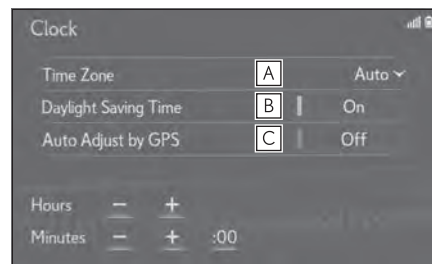 Clock
Time Zone A Auto
Daylight Saving Time B On
Auto Adjust by GPS C Off
Hours − +
Minutes − + :00